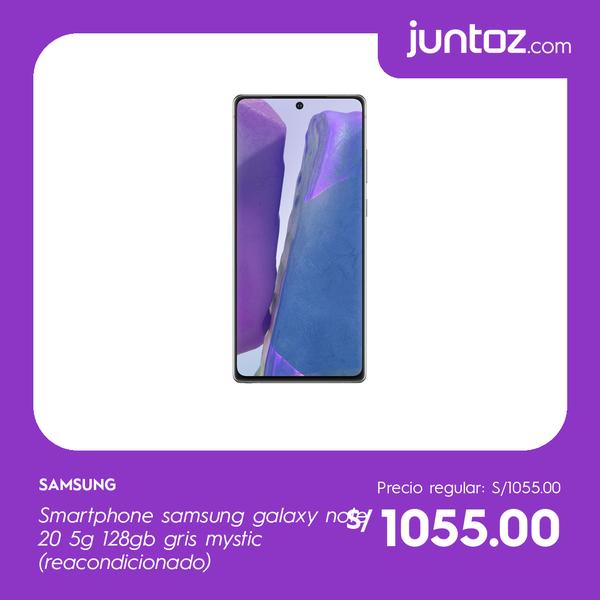 juntoz.com
SAMSUNG
Precio regular: S/1055.00
Smartphone samsung galaxy note
20 5g 128gb gris mystic
(reacondicionado)
S/ 1055.00